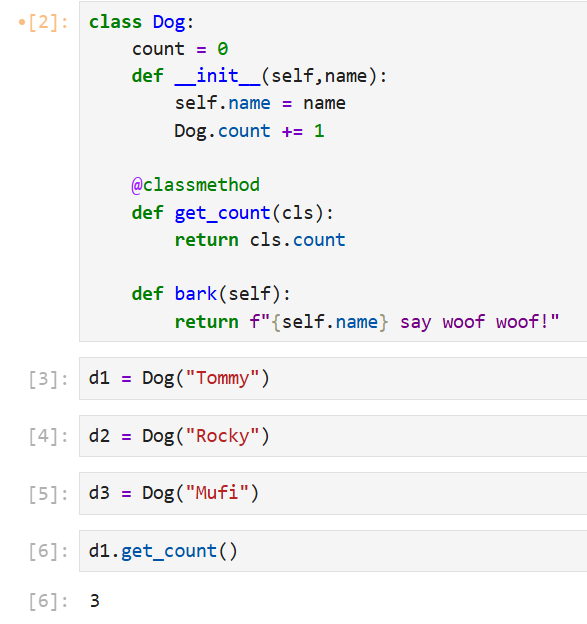 •[2]: class Dog:
    count = 0
    def __init__(self,name):
        self.name = name
        Dog.count += 1
    @classmethod
    def get_count(cls):
        return cls.count
    def bark(self):
        return f"{self.name} say woof woof!"
[3]: d1 = Dog("Tommy")
[4]: d2 = Dog("Rocky")
[5]: d3 = Dog("Mufi")
[6]: d1.get_count()
[6]: 3